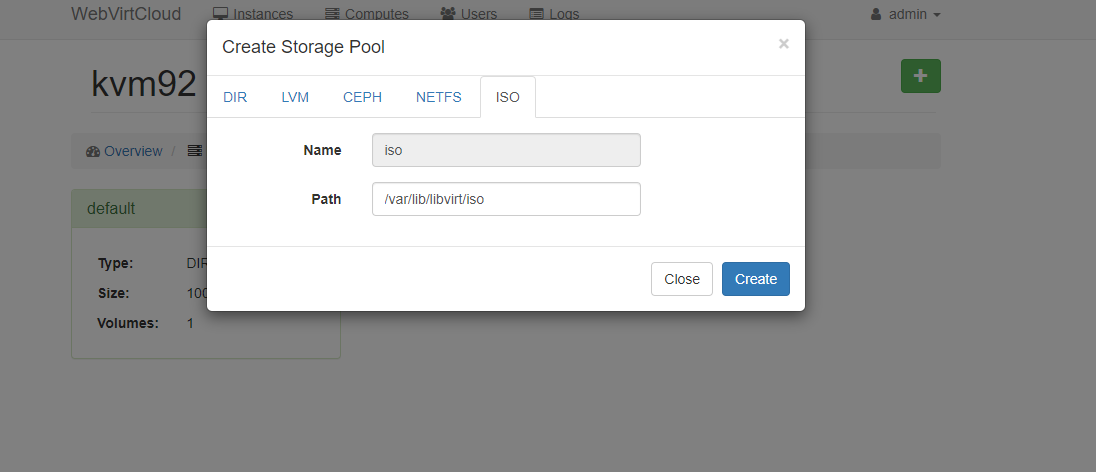 WebVirtCloud Instances Computes Users Logs admin
Create Storage Pool ×
kvm92
DIR LVM CEPH NETFS ISO
Name iso
Overview /
Path /var/lib/libvirt/iso
default
Type: DIR
Size: 100
Volumes: 1
Close Create